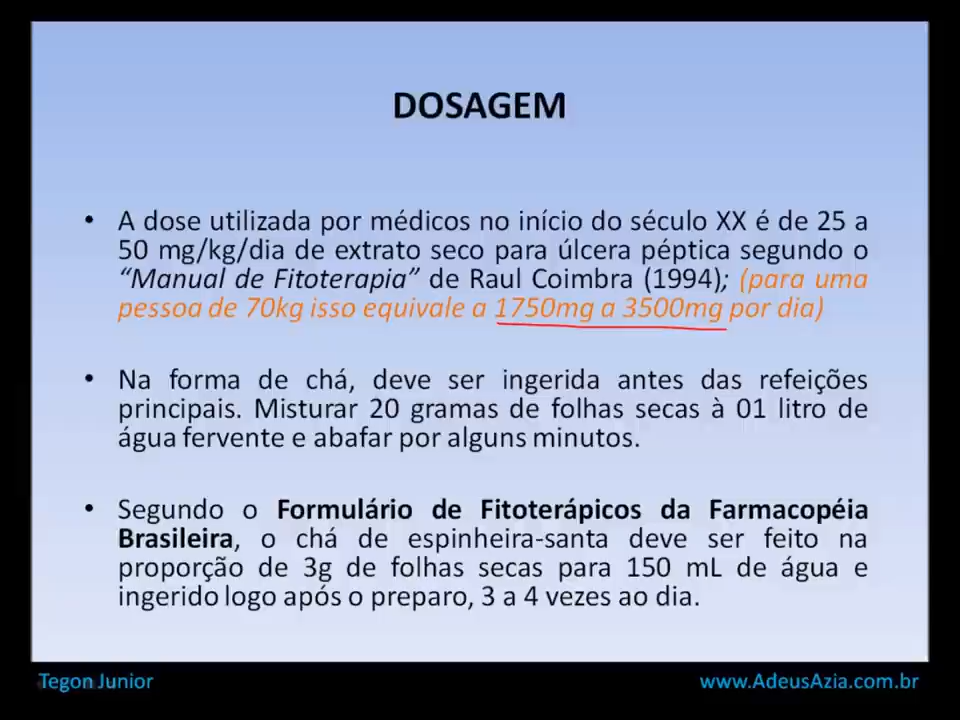 DOSAGEM
• A dose utilizada por médicos no início do século XX é de 25 a
50 mg/kg/dia de extrato seco para úlcera péptica segundo o
“Manual de Fitoterapia” de Raul Coimbra (1994); (para uma
pessoa de 70kg isso equivale a 1750mg a 3500mg por dia)
• Na forma de chá, deve ser ingerida antes das refeições
principais. Misturar 20 gramas de folhas secas à 01 litro de
água fervente e abafar por alguns minutos.
• Segundo o Formulário de Fitoterápicos da Farmacopéia
Brasileira, o chá de espinheira-santa deve ser feito na
proporção de 3g de folhas secas para 150 mL de água e
ingerido logo após o preparo, 3 a 4 vezes ao dia.
Tegon Junior
www.AdeusAzia.com.br